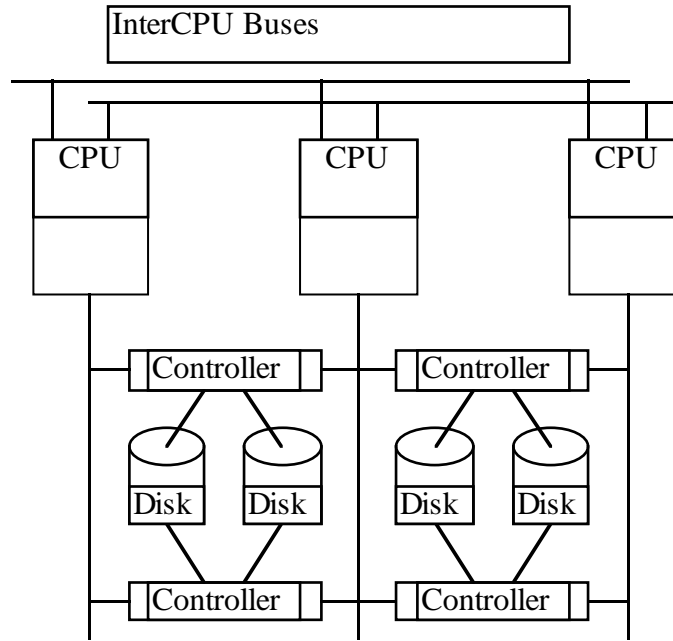 InterCPU Buses
CPU
CPU
CPU
Controller
Controller
Disk
Disk
Disk
Disk
Controller
Controller